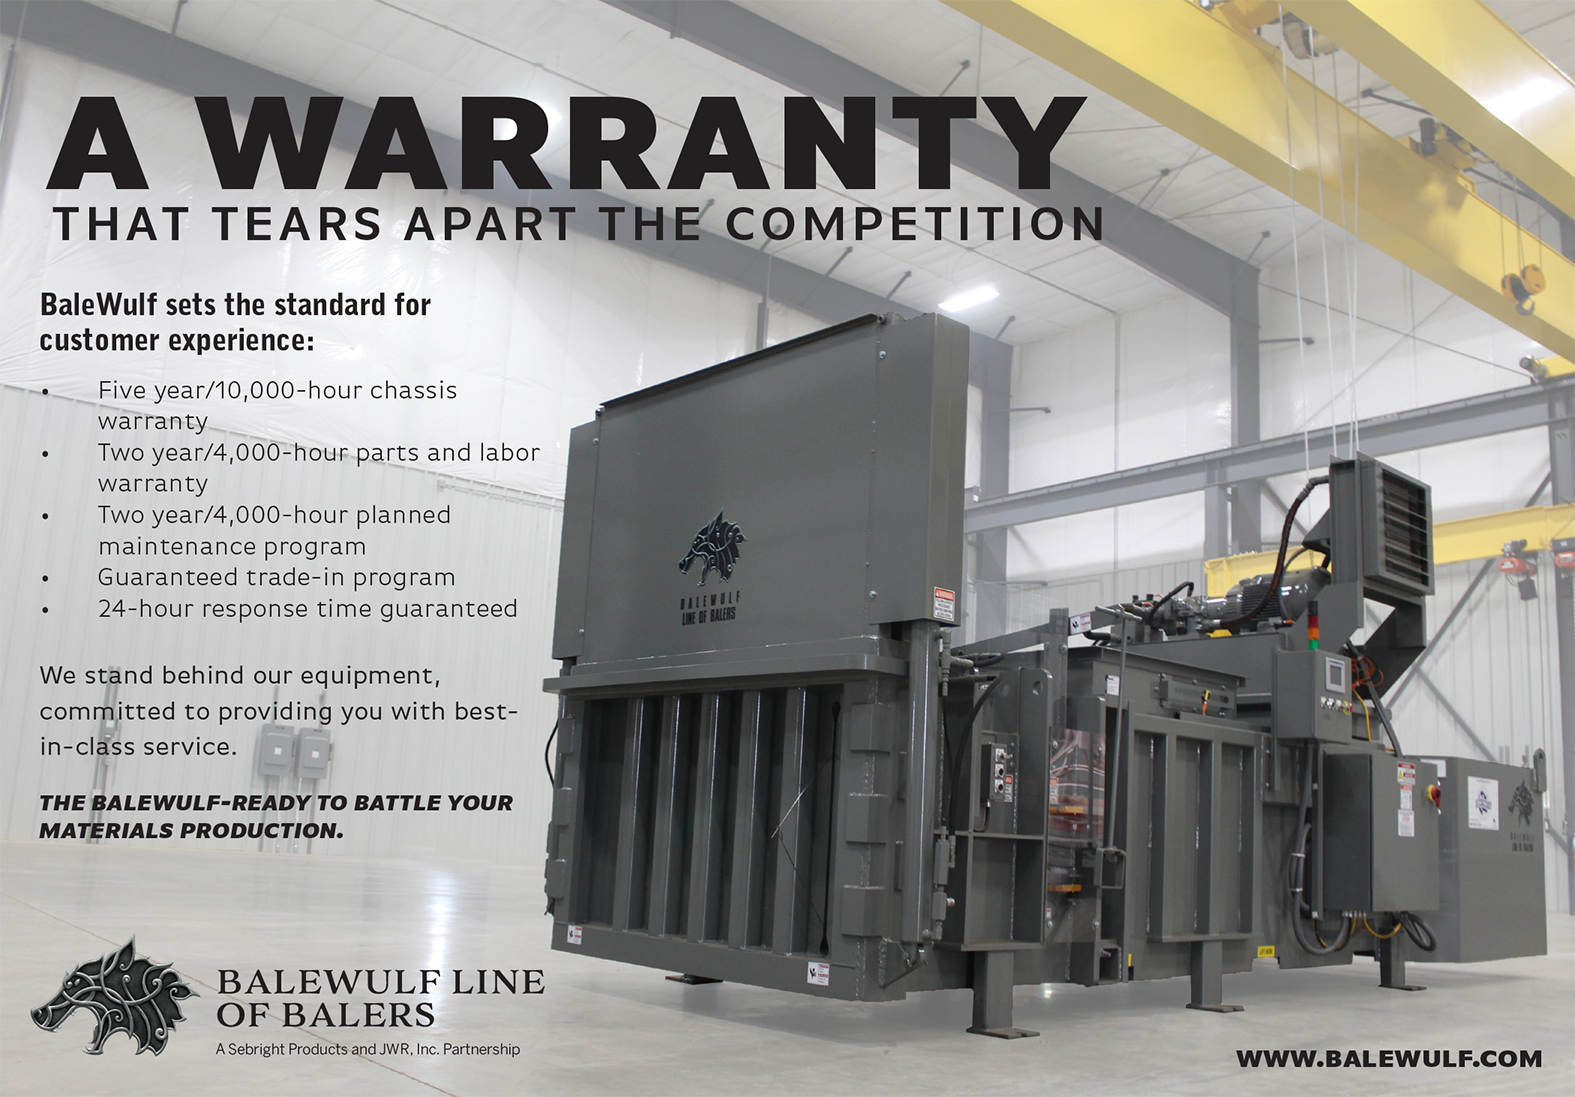 A WARRANTY
THAT TEARS APART THE COMPETITION
BaleWulf sets the standard for
customer experience:
• Five year/10,000-hour chassis
warranty
• Two year/4,000-hour parts and labor
warranty
• Two year/4,000-hour planned
maintenance program
• Guaranteed trade-in program
• 24-hour response time guaranteed
We stand behind our equipment,
committed to providing you with best-
in-class service.
THE BALEWULF-READY TO BATTLE YOUR
MATERIALS PRODUCTION.
BALEWULF
LINE OF BALERS
BALEWULF
LINE OF BALERS
BALEWULF LINE
OF BALERS
A Sebright Products and JWR, Inc. Partnership
WWW.BALEWULF.COM